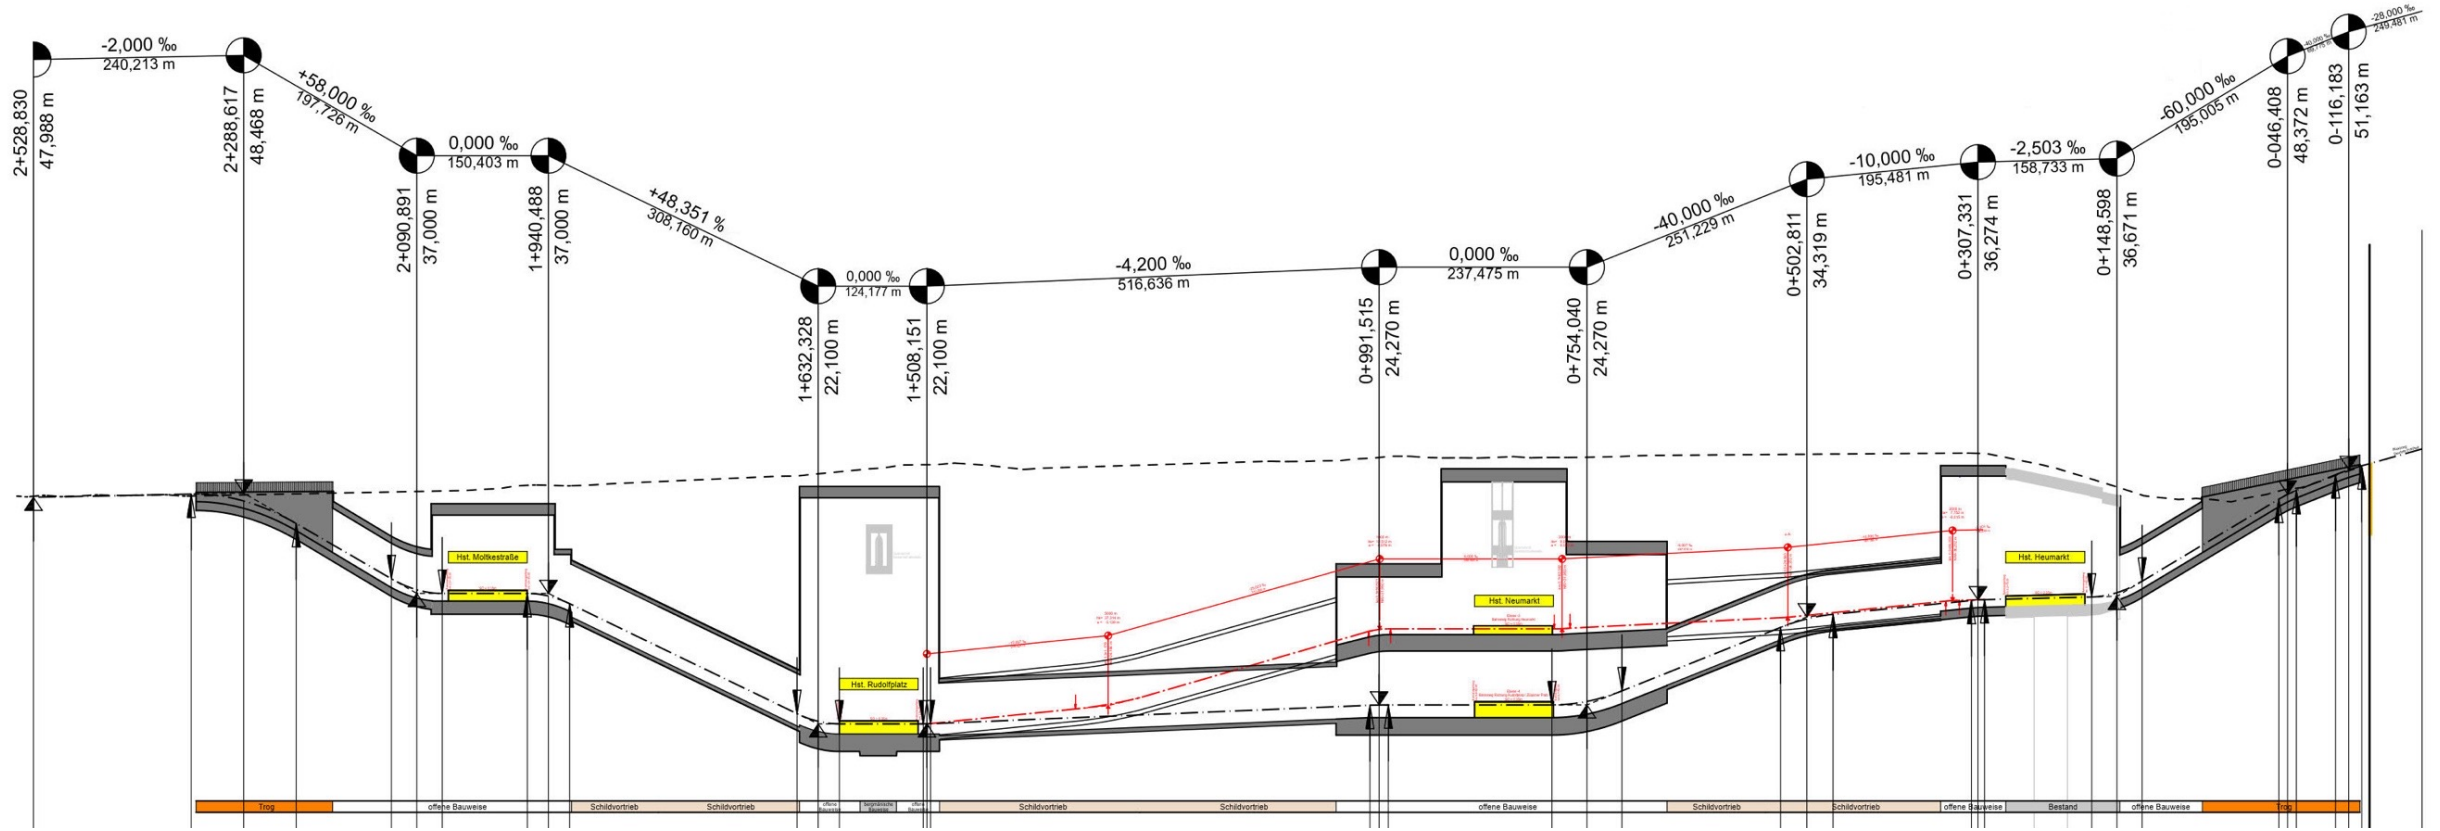 -2,000 ‰
240,213 m
2+528,830
47,988 m
2+288,617
48,468 m
+58,000 ‰
197,726 m
2+090,891
37,000 m
0,000 ‰
150,403 m
1+940,488
37,000 m
+48,351 ‰
308,160 m
1+632,328
22,100 m
0,000 ‰
124,177 m
1+508,151
22,100 m
-4,200 ‰
516,636 m
0+991,515
24,270 m
0,000 ‰
237,475 m
0+754,040
24,270 m
-40,000 ‰
251,229 m
0+502,811
34,319 m
-10,000 ‰
195,481 m
0+307,331
36,274 m
-2,503 ‰
158,733 m
0+148,598
36,671 m
-60,000 ‰
195,005 m
0-046,408
48,372 m
0-116,183
51,163 m
-28,000 ‰
249,481 m
Hst. Moltkestraße
Hst. Rudolfplatz
Hst. Neumarkt
Hst. Heumarkt
Trog
offene Bauweise
Schildvortrieb
Schildvortrieb
offene
Bauweise
bergmännische
Bauweise
offene
Bauweise
Schildvortrieb
Schildvortrieb
offene Bauweise
Schildvortrieb
Schildvortrieb
offene Bauweise
Bestand
offene Bauweise
Trog